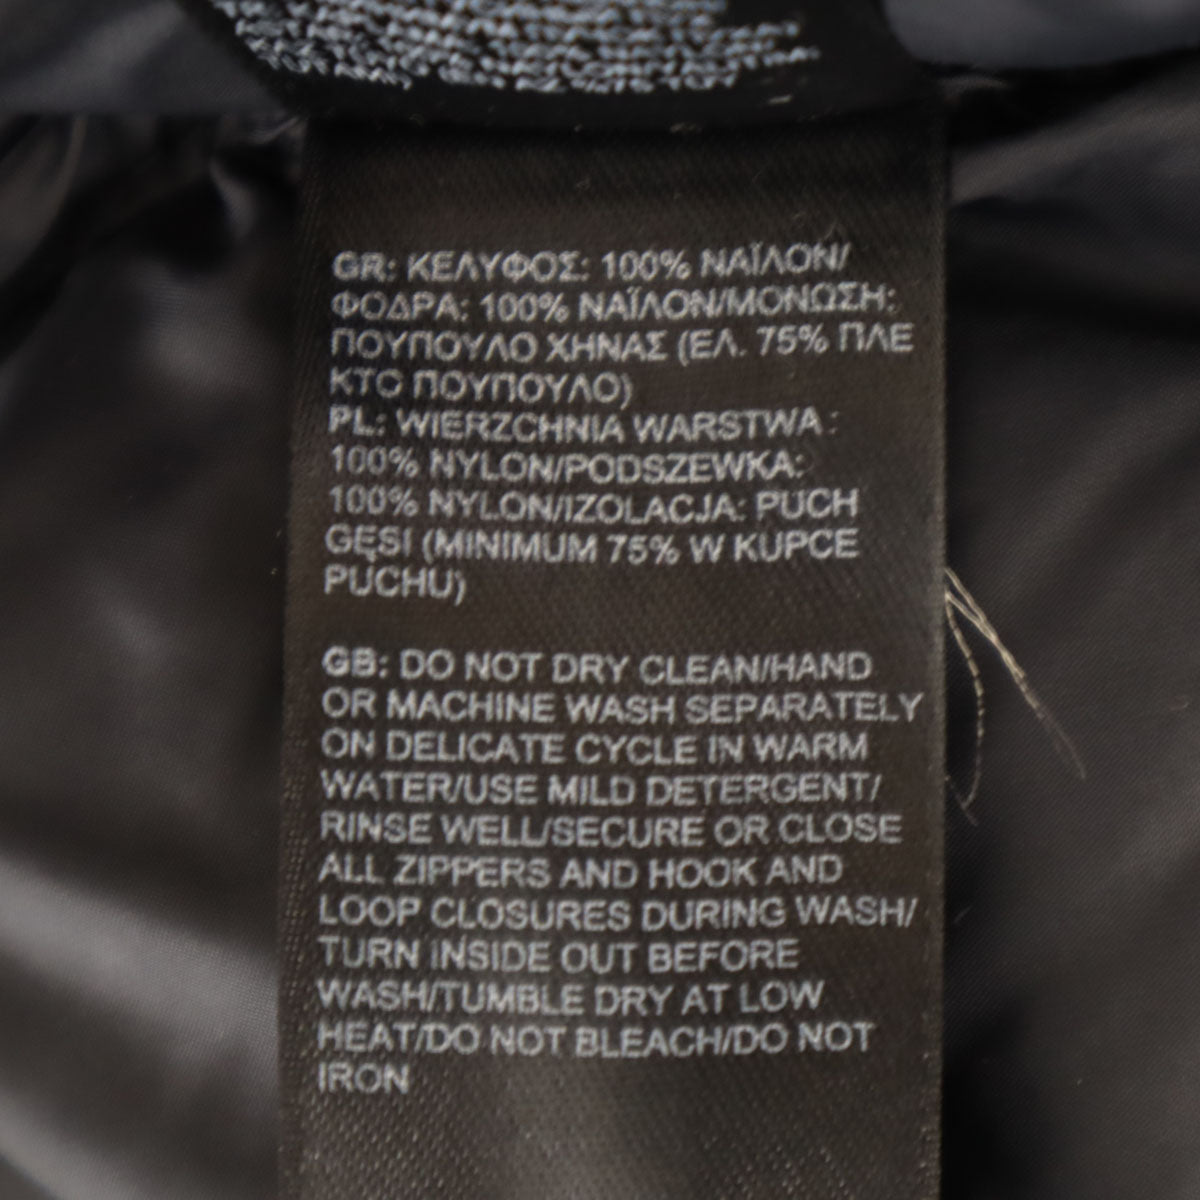 GR: ΚΕΛΥΦΟΣ: 100% ΝΑΪΛΟΝ/
ΦΟΔΡΑ: 100% ΝΑΪΛΟΝ/ΜΟΝΩΣΗ:
ΠΟΥΠΟΥΛΟ ΧΗΝΑΣ (ΕΛ. 75% ΠΛΕ
ΚΤΟ ΠΟΥΠΟΥΛΟ)
PL: WIERZCHNIA WARSTWA :
100% NYLON/PODSZEWKA:
100% NYLON/IZOLACJA: PUCH
GĘSI (MINIMUM 75% W KUPCE
PUCHU)
GB: DO NOT DRY CLEAN/HAND
OR MACHINE WASH SEPARATELY
ON DELICATE CYCLE IN WARM
WATER/USE MILD DETERGENT/
RINSE WELL/SECURE OR CLOSE
ALL ZIPPERS AND HOOK AND
LOOP CLOSURES DURING WASH/
TURN INSIDE OUT BEFORE
WASH/TUMBLE DRY AT LOW
HEAT/DO NOT BLEACH/DO NOT
IRON